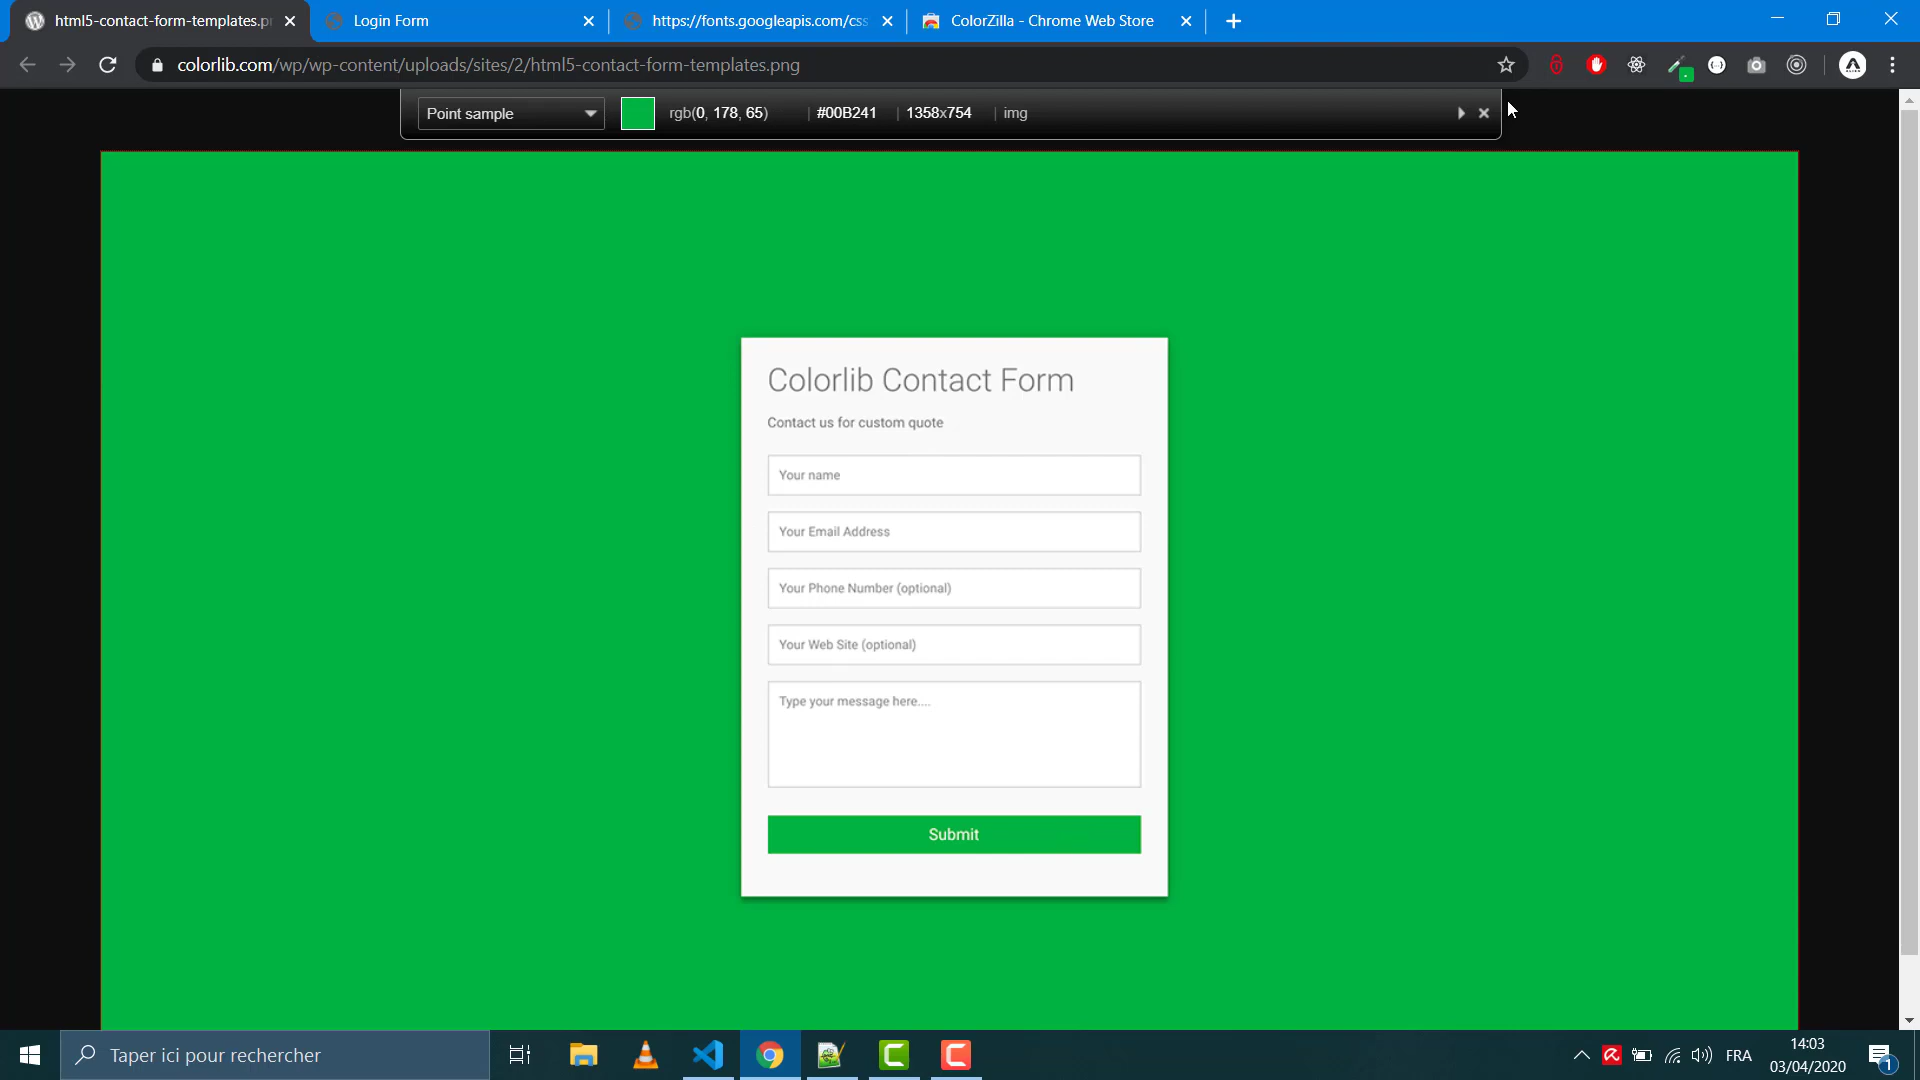 html5-contact-form-templates.p
Login Form
https://fonts.googleapis.com/css
ColorZilla - Chrome Web Store
colorlib.com/wp/wp-content/uploads/sites/2/html5-contact-form-templates.png
Point sample
rgb(0, 178, 65)
| #00B241
| 1358x754
| img
Colorlib Contact Form
Contact us for custom quote
Your name
Your Email Address
Your Phone Number (optional)
Your Web Site (optional)
Type your message here....
Submit
Taper ici pour rechercher
FRA
14:03
03/04/2020
1